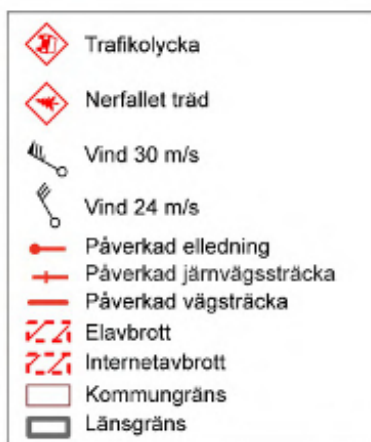 Trafikolycka
Nerfallet träd
Vind 30 m/s
Vind 24 m/s
Påverkad elledning
Påverkad järnvägssträcka
Påverkad vägsträcka
Elavbrott
Internetavbrott
Kommungräns
Länsgräns